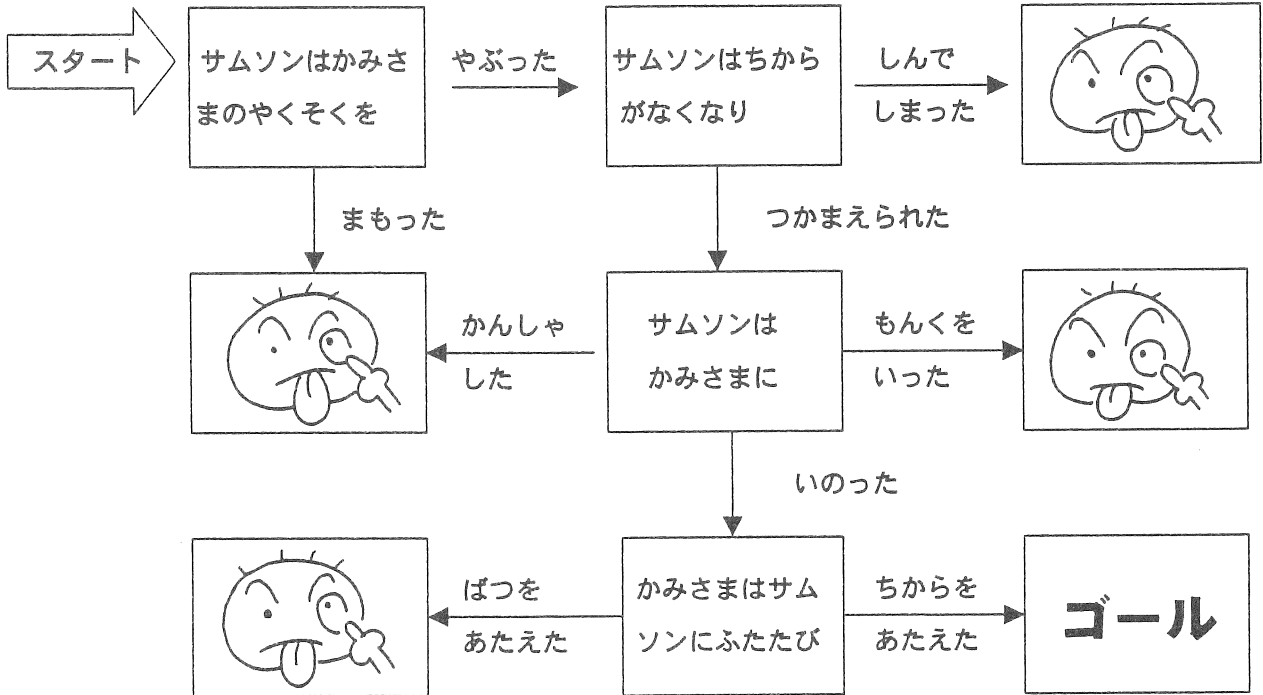 スタート
サムソンはかみさ
まのやくそくを
やぶった
サムソンはちから
がなくなり
しんで
しまった
まもった
つかまえられた
かんしゃ
した
サムソンは
かみさまに
もんくを
いった
いのった
ばつを
あたえた
かみさまはサム
ソンにふたたび
ちからを
あたえた
ゴール